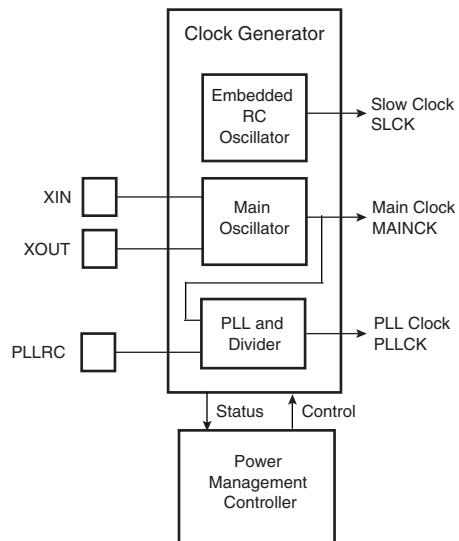 Clock Generator
Embedded
RC
Oscillator
Slow Clock
SLCK
XIN
Main
Oscillator
Main Clock
MAINCK
XOUT
PLL and
Divider
PLL Clock
PLLCK
PLLRC
Status
Control
Power
Management
Controller